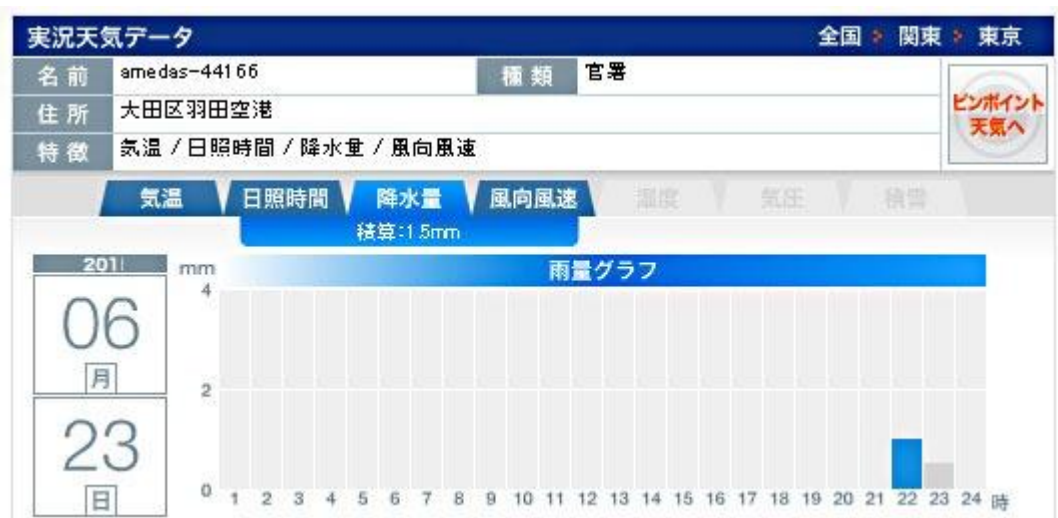 実況天気データ
全国 関東 東京
名前 amedas-44166 種類 官署
住所 大田区羽田空港
特徴 気温 / 日照時間 / 降水量 / 風向風速
ピンポイント
天気へ
気温 日照時間 降水量 風向風速 湿度 気圧 積雪
積算:1.5mm
2011
06
月
23
日
雨量グラフ
mm
4
2
0
1 2 3 4 5 6 7 8 9 10 11 12 13 14 15 16 17 18 19 20 21 22 23 24 時